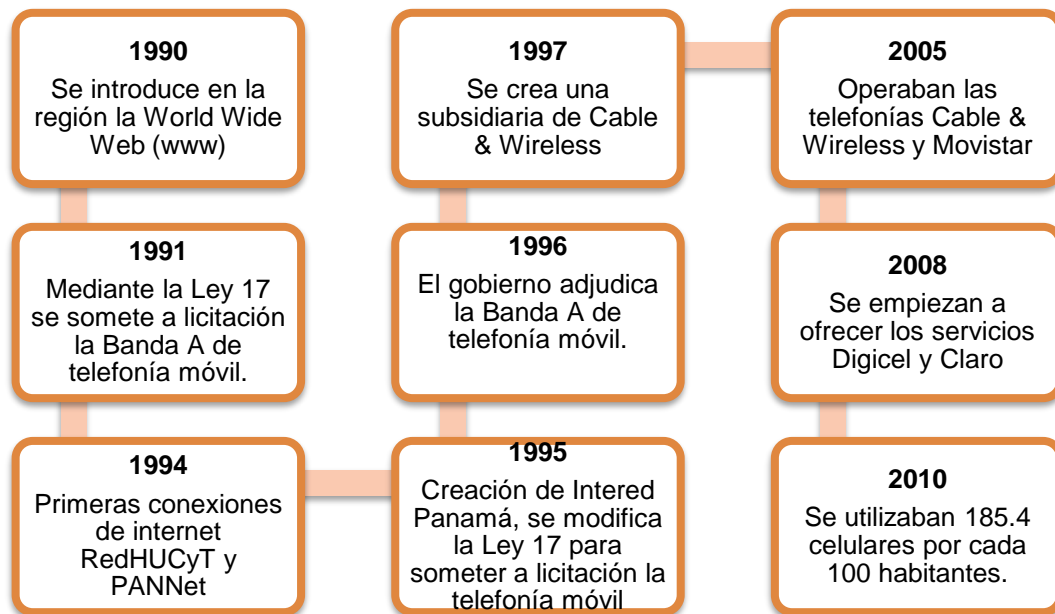 1990
Se introduce en la
región la World Wide
Web (www)
1991
Mediante la Ley 17
se somete a licitación
la Banda A de
telefonía móvil.
1994
Primeras conexiones
de internet
RedHUCyT y
PANNet
1995
Creación de Intered
Panamá, se modifica
la Ley 17 para
someter a licitación la
telefonía móvil
1996
El gobierno adjudica
la Banda A de
telefonía móvil.
1997
Se crea una
subsidiaria de Cable
& Wireless
2005
Operaban las
telefonías Cable &
Wireless y Movistar
2008
Se empiezan a
ofrecer los servicios
Digicel y Claro
2010
Se utilizaban 185.4
celulares por cada
100 habitantes.